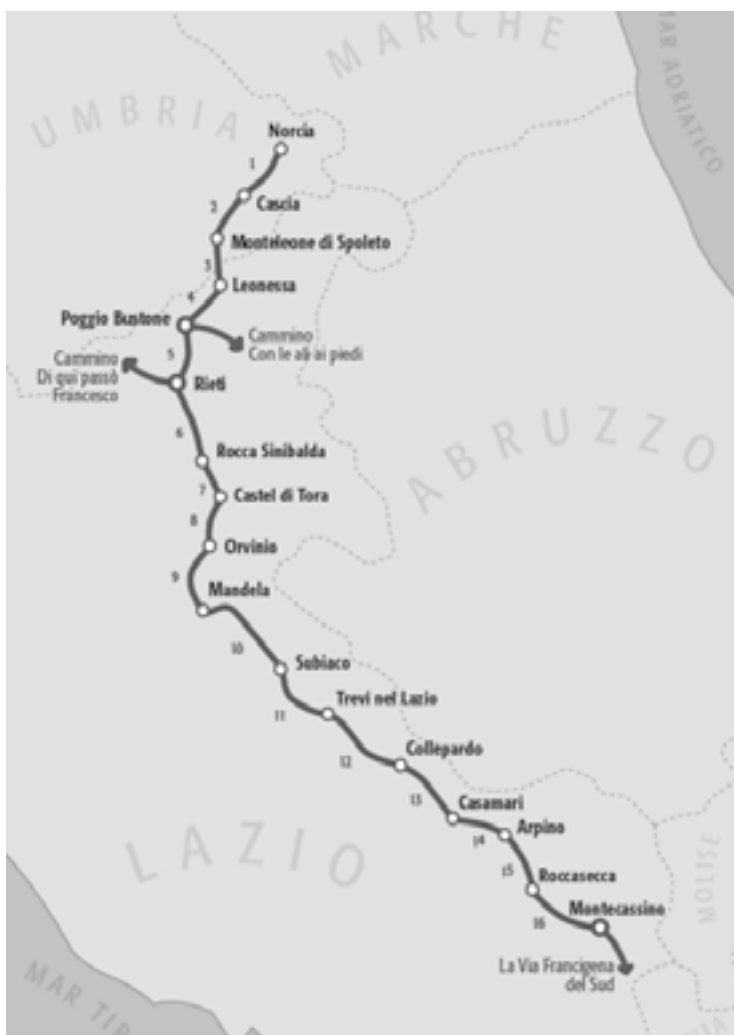 MARCHE
MAR ADRIATICO
UMBRIA
Norcia
1
Cascia
2
Monteleone di Spoleto
3
Leonessa
4
Poggio Bustone
Cammino
Con le ali ai piedi
5
Cammino
Di qui passò
Francesco
Rieti
ABRUZZO
6
Rocca Sinibalda
7
Castel di Tora
8
Orvinio
9
Mandela
10
Subiaco
11
Trevi nel Lazio
12
Collepardo
13
Casamari
14
Arpino
LAZIO
15
Roccasecca
MOLISE
16
Montecassino
La Via Francigena
del Sud
MAR TIR